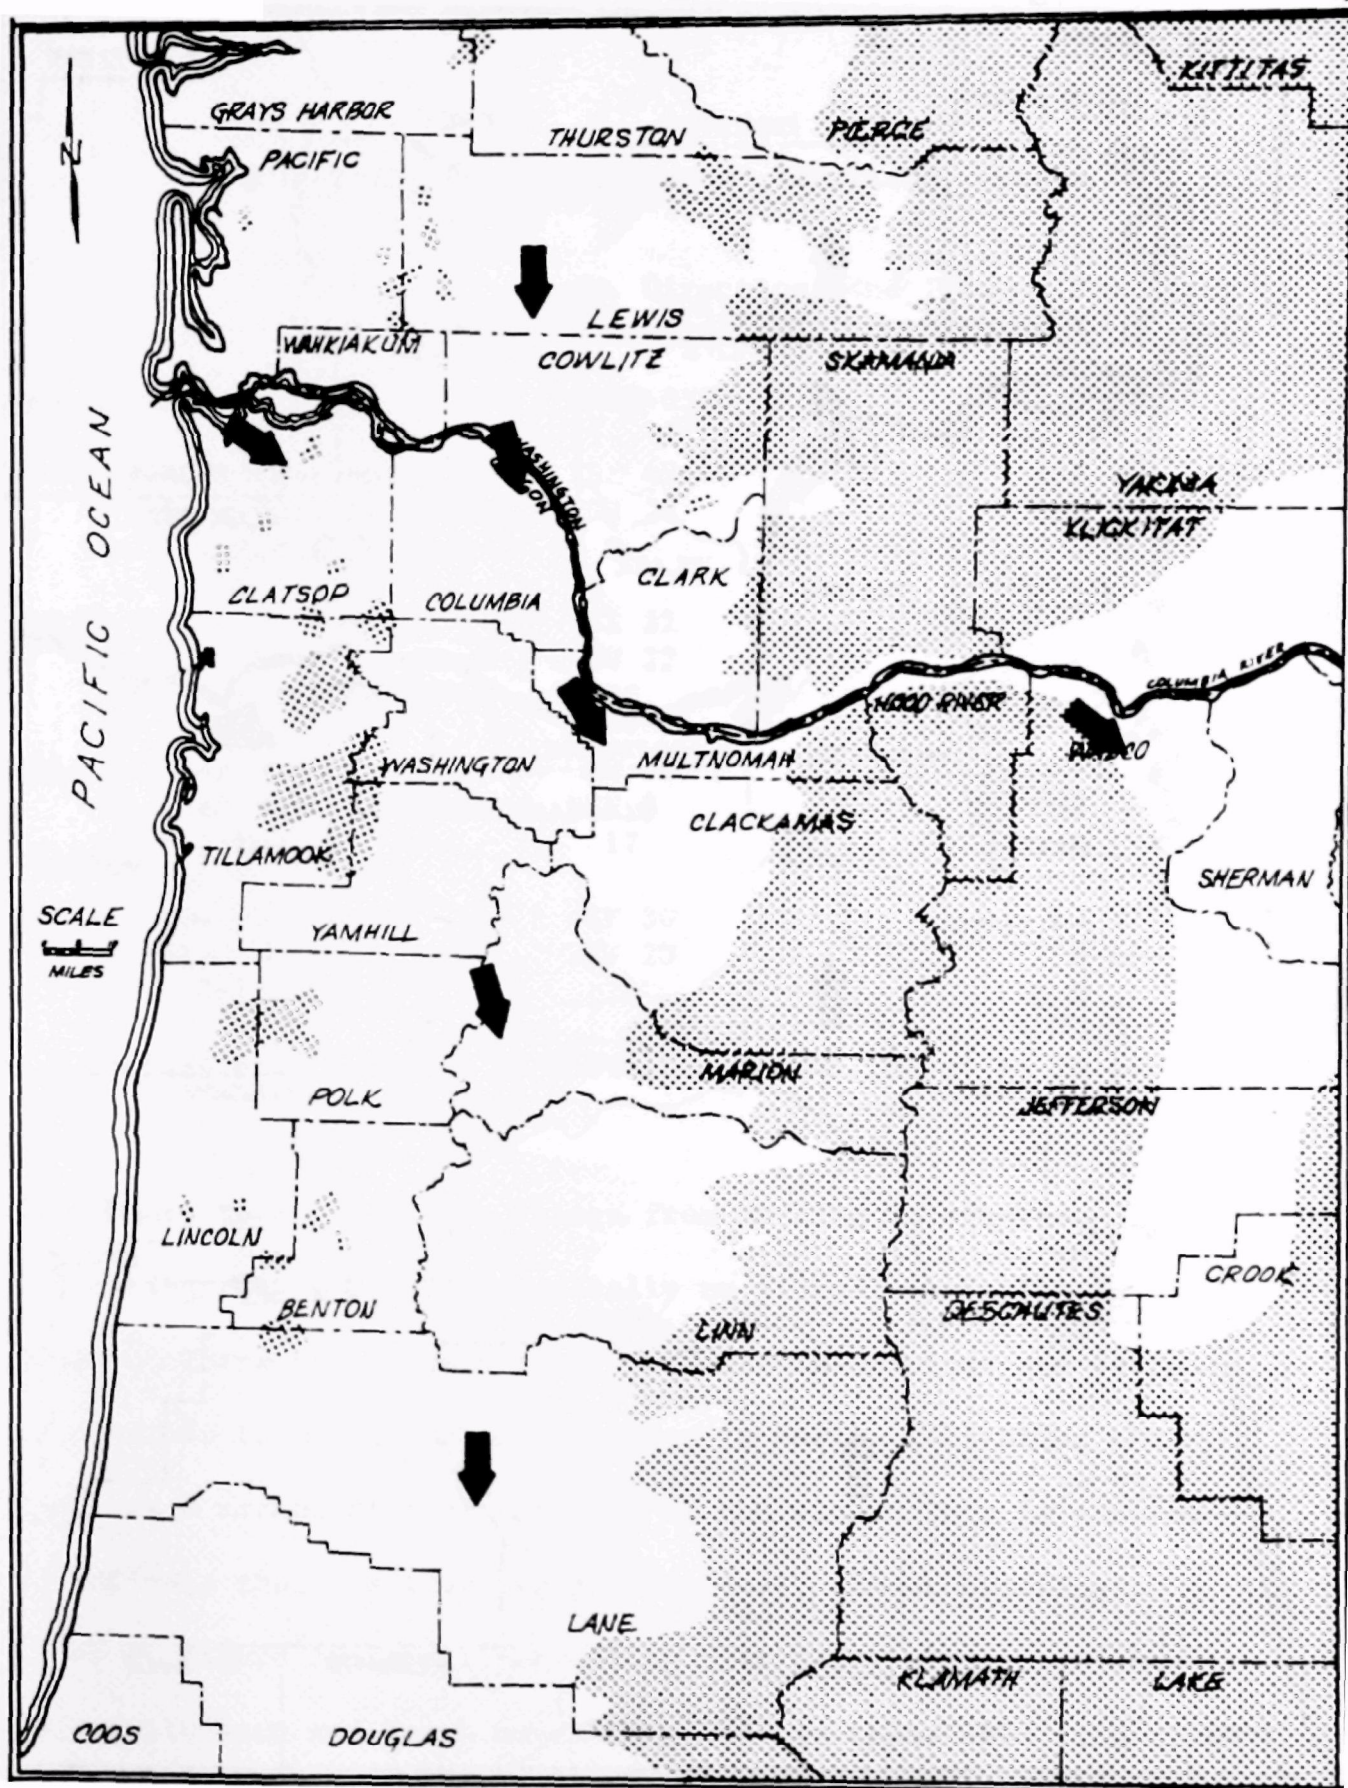 KITTITAS
GRAYS HARBOR
THURSTON
PIERCE
PACIFIC
N
LEWIS
WAHKIAKUM
COWLITZ
SKAMANIA
PACIFIC OCEAN
WASHINGTON
YAKIMA
KLICKITAT
CLARK
CLATSOP
COLUMBIA
COLUMBIA RIVER
HOOD RIVER
WASCO
WASHINGTON
MULTNOMAH
CLACKAMAS
TILLAMOOK
17
SHERMAN
SCALE
MILES
YAMHILL
MARION
POLK
JEFFERSON
LINCOLN
CROOK
BENTON
DESCHUTES
LINN
LANE
KLAMATH
LAKE
COOS
DOUGLAS